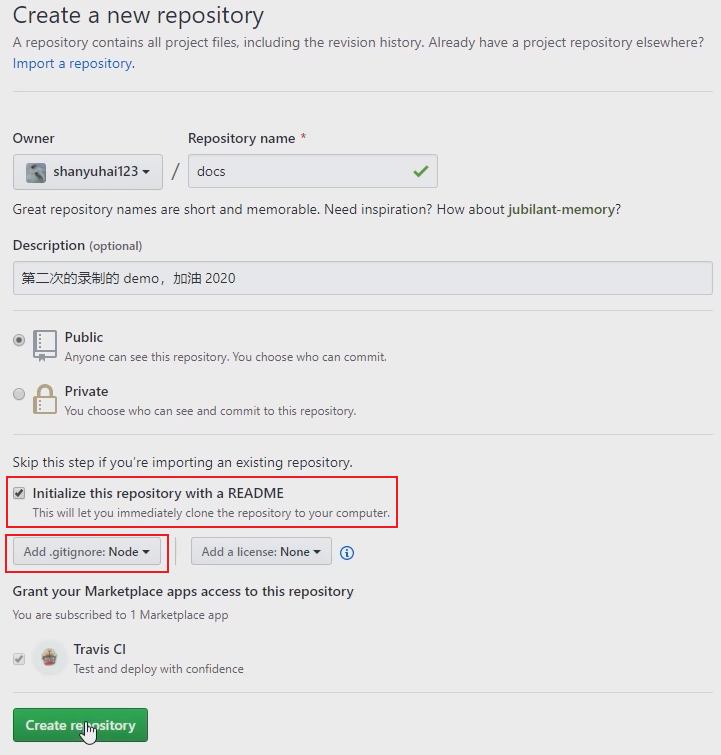 Create a new repository
A repository contains all project files, including the revision history. Already have a project repository elsewhere?
Import a repository.
Owner
Repository name *
shanyuhai123
/
docs
Great repository names are short and memorable. Need inspiration? How about jubilant-memory?
Description (optional)
第二次的录制的 demo，加油 2020
Public
Anyone can see this repository. You choose who can commit.
Private
You choose who can see and commit to this repository.
Skip this step if you're importing an existing repository.
Initialize this repository with a README
This will let you immediately clone the repository to your computer.
Add .gitignore: Node
Add a license: None
Grant your Marketplace apps access to this repository
You are subscribed to 1 Marketplace app
Travis CI
Test and deploy with confidence
Create repository